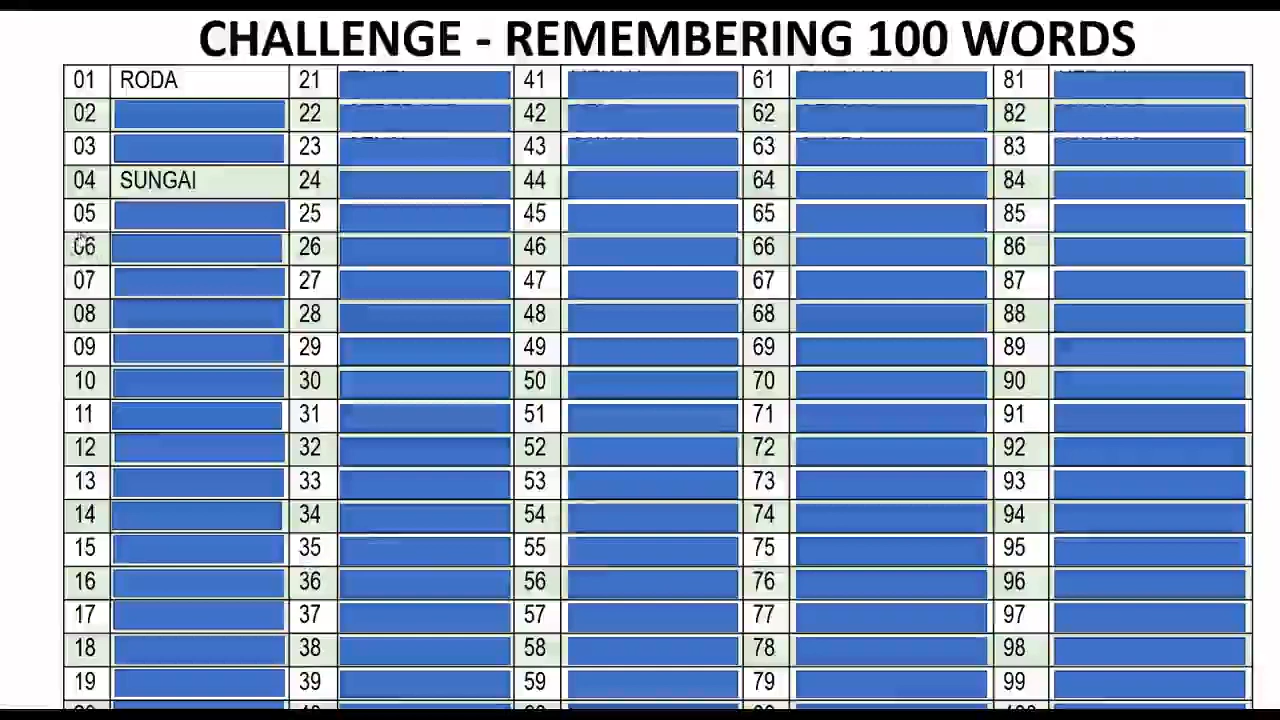 CHALLENGE - REMEMBERING 100 WORDS
01 RODA 21 41 61 81
02 22 42 62 82
03 23 43 63 83
04 SUNGAI 24 44 64 84
05 25 45 65 85
06 26 46 66 86
07 27 47 67 87
08 28 48 68 88
09 29 49 69 89
10 30 50 70 90
11 31 51 71 91
12 32 52 72 92
13 33 53 73 93
14 34 54 74 94
15 35 55 75 95
16 36 56 76 96
17 37 57 77 97
18 38 58 78 98
19 39 59 79 99